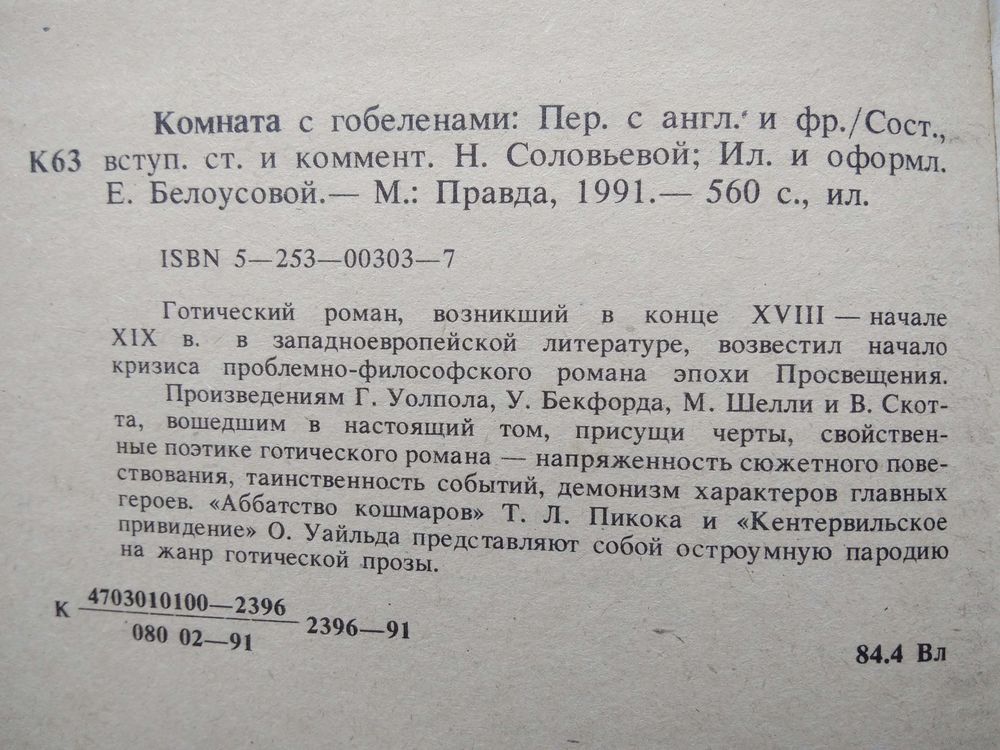 Комната с гобеленами: Пер. с англ. и фр./Сост.,
К63 вступ. ст. и коммент. Н. Соловьевой; Ил. и оформл.
Е. Белоусовой.— М.: Правда, 1991.— 560 с., ил.
ISBN 5—253—00303—7
Готический роман, возникший в конце XVIII — начале
XIX в. в западноевропейской литературе, возвестил начало
кризиса проблемно-философского романа эпохи Просвещения.
Произведениям Г. Уолпола, У. Бекфорда, М. Шелли и В. Скот-
та, вошедшим в настоящий том, присущи черты, свойствен-
ные поэтике готического романа — напряженность сюжетного пове-
ствования, таинственность событий, демонизм характеров главных
героев. «Аббатство кошмаров» Т. Л. Пикока и «Кентервильское
привидение» О. Уайльда представляют собой остроумную пародию
на жанр готической прозы.
К 4703010100—2396
080 02—91 2396—91
84.4 Вл